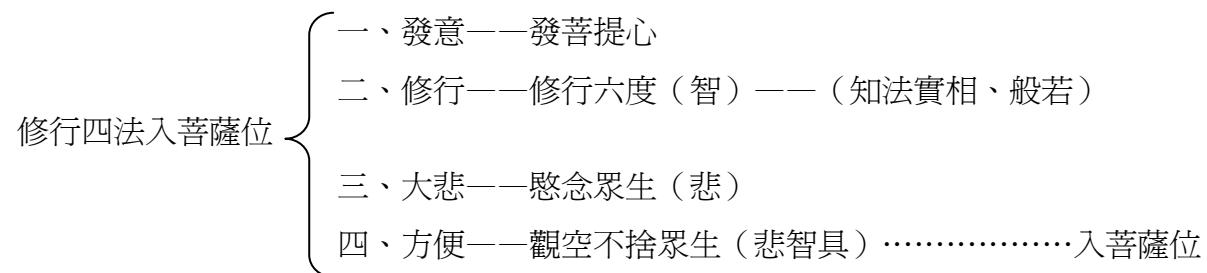 一、發意——發菩提心
二、修行——修行六度（智）——（知法實相、般若）
修行四法入菩薩位
三、大悲——愍念眾生（悲）
四、方便——觀空不捨眾生（悲智具）………………入菩薩位